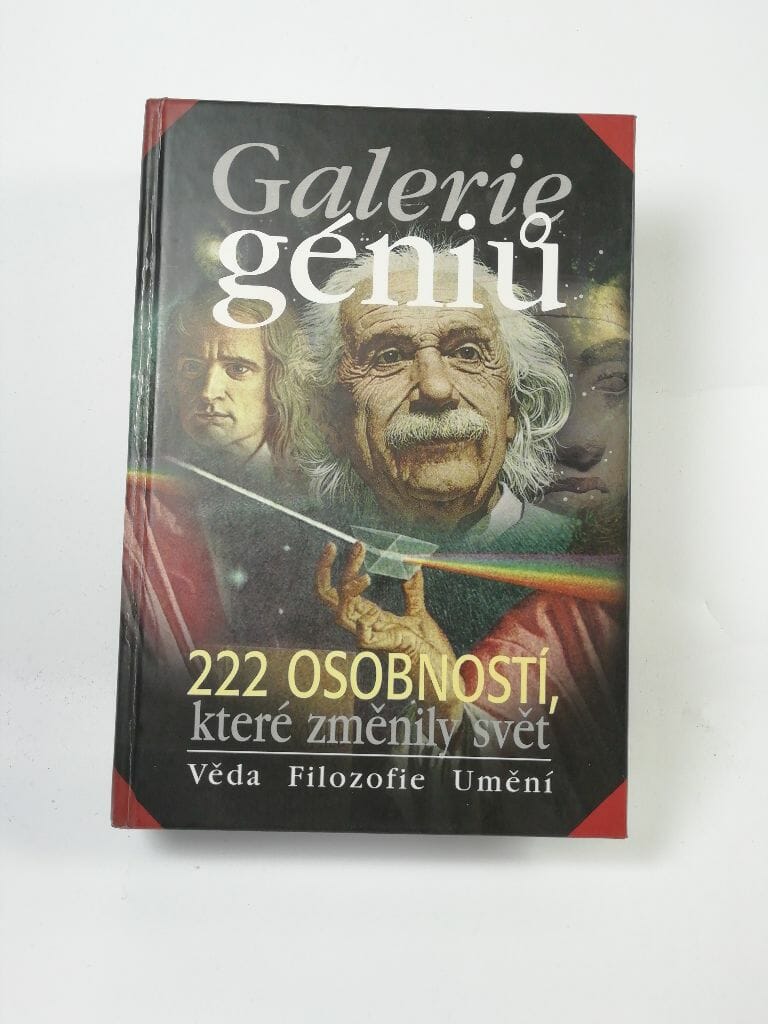 Galerie
géniů
222 OSOBNOSTÍ,
které změnily svět
Věda Filozofie Umění